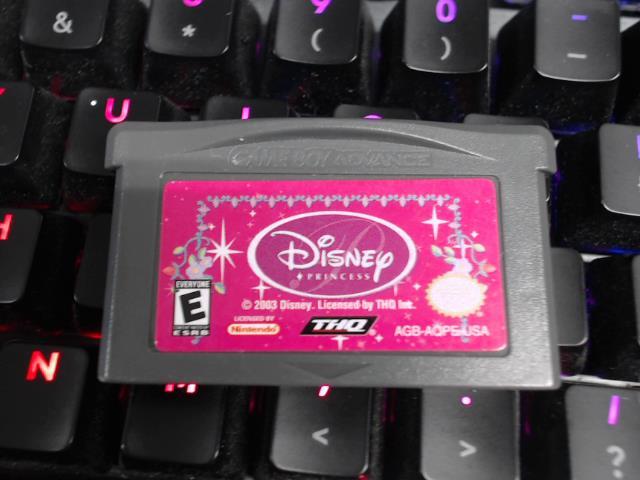 & * 9 ( 0 ) - _
U
GAME BOY ADVANCE
Disney
PRINCESS
EVERYONE
E
ESRB
© 2003 Disney. Licensed by THQ Inc.
LICENSED BY
Nintendo
THQ
AGB-AQPE-USA
H
N
M
, <
. >
/ ?